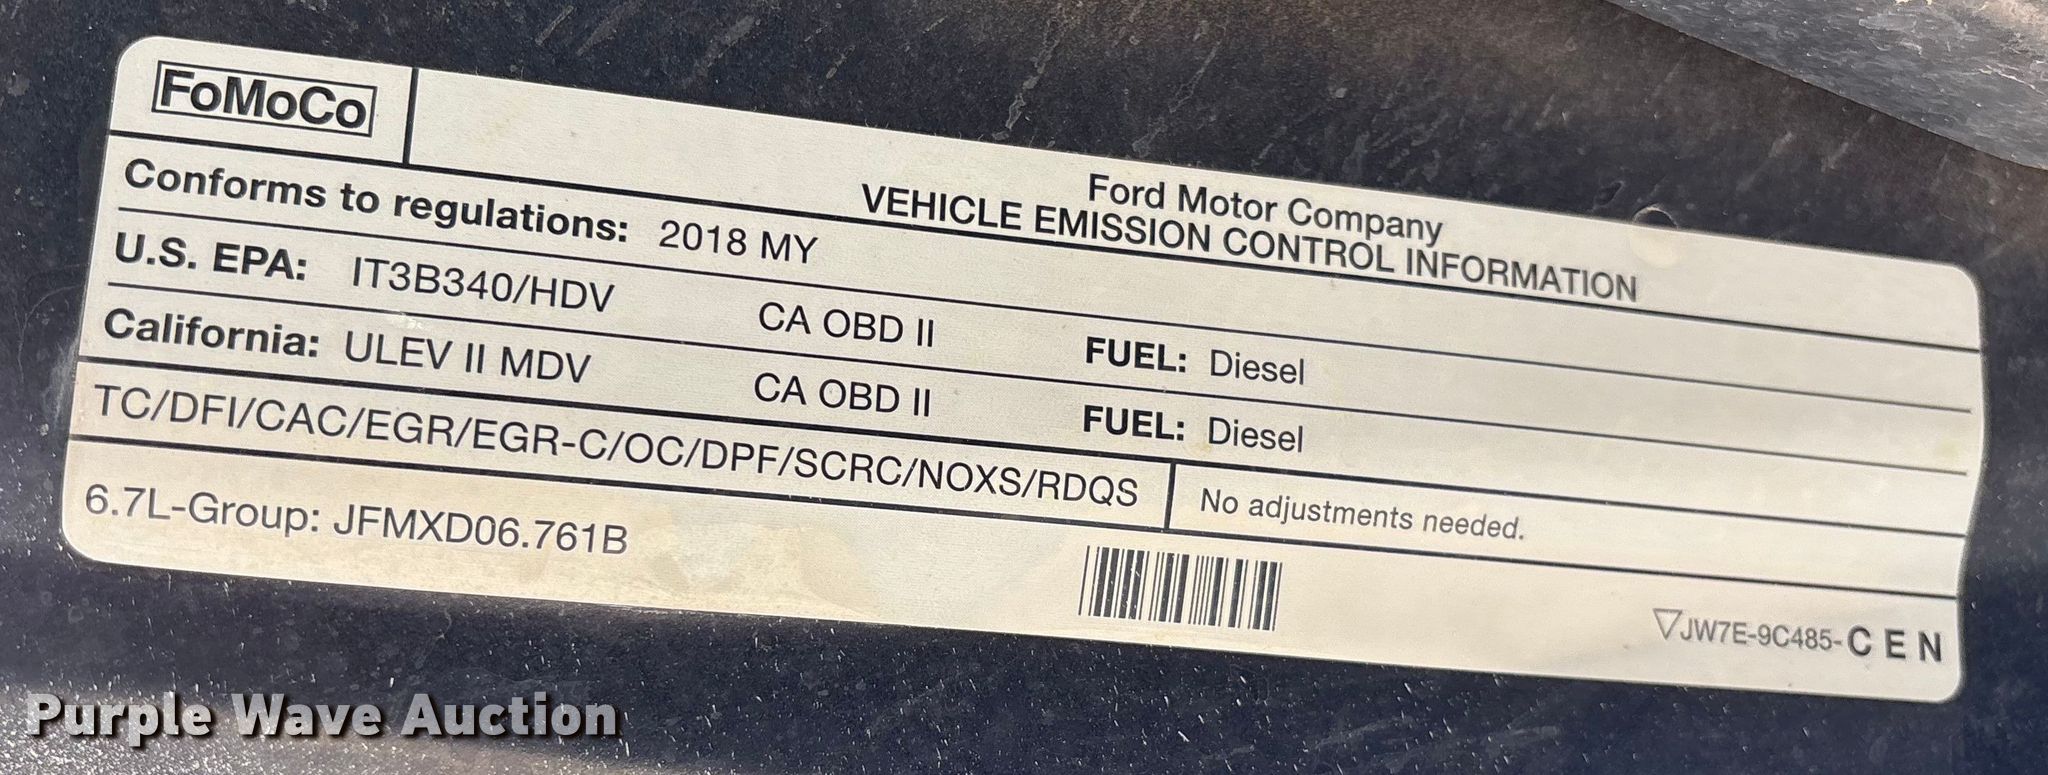 FoMoCo
Ford Motor Company
VEHICLE EMISSION CONTROL INFORMATION
Conforms to regulations: 2018 MY
U.S. EPA: IT3B340/HDV CA OBD II FUEL: Diesel
California: ULEV II MDV CA OBD II FUEL: Diesel
TC/DFI/CAC/EGR/EGR-C/OC/DPF/SCRC/NOXS/RDQS No adjustments needed.
6.7L-Group: JFMXD06.761B
▽JW7E-9C485-C E N
Purple Wave Auction